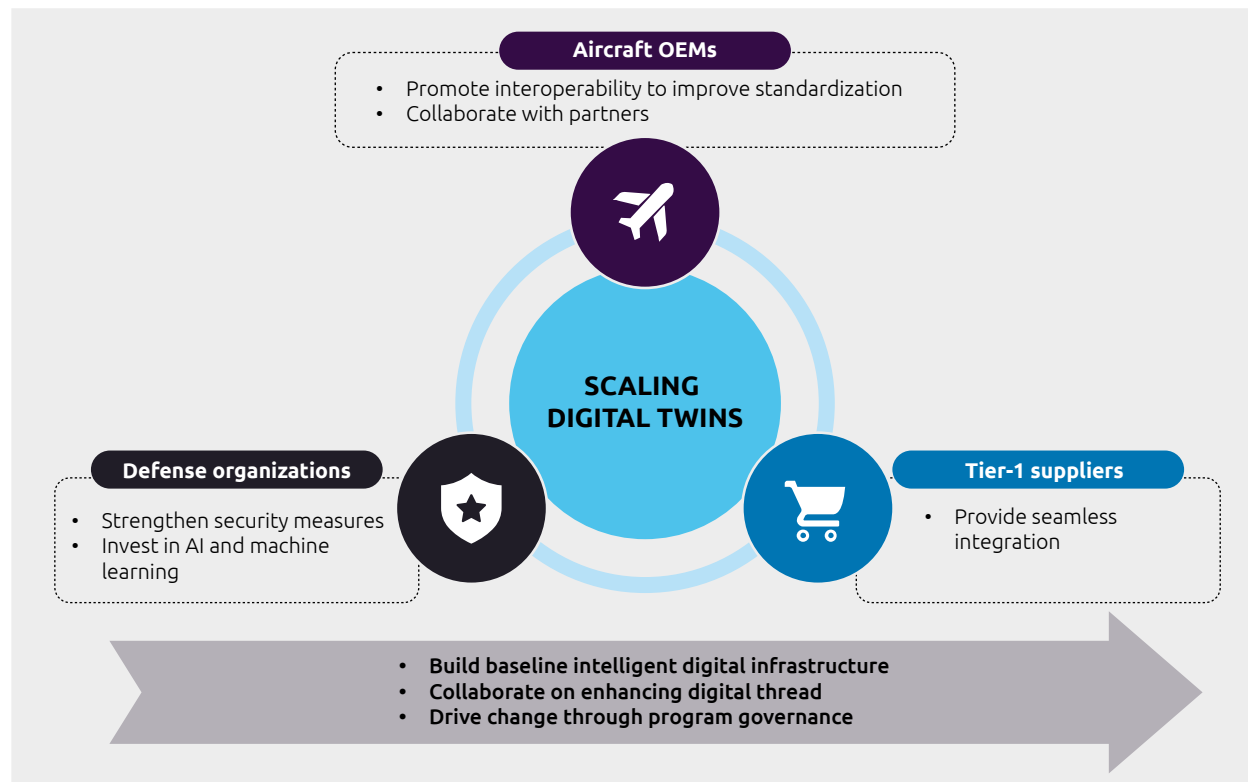 Aircraft OEMs
• Promote interoperability to improve standardization
• Collaborate with partners
SCALING
DIGITAL TWINS
Defense organizations
• Strengthen security measures
• Invest in AI and machine
learning
Tier-1 suppliers
• Provide seamless
integration
• Build baseline intelligent digital infrastructure
• Collaborate on enhancing digital thread
• Drive change through program governance